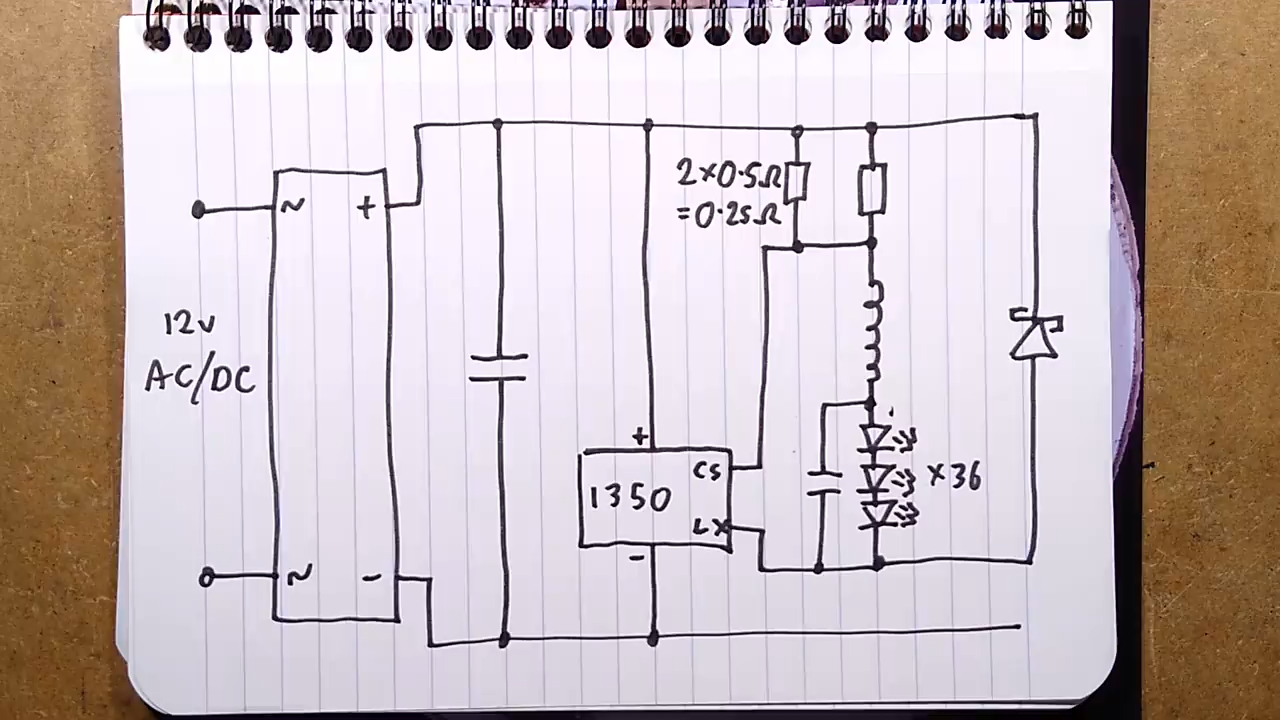 ~ +
2×0.5Ω
=0.25Ω
12v
AC/DC
+
CS
1350
LX
×36
-
~ -